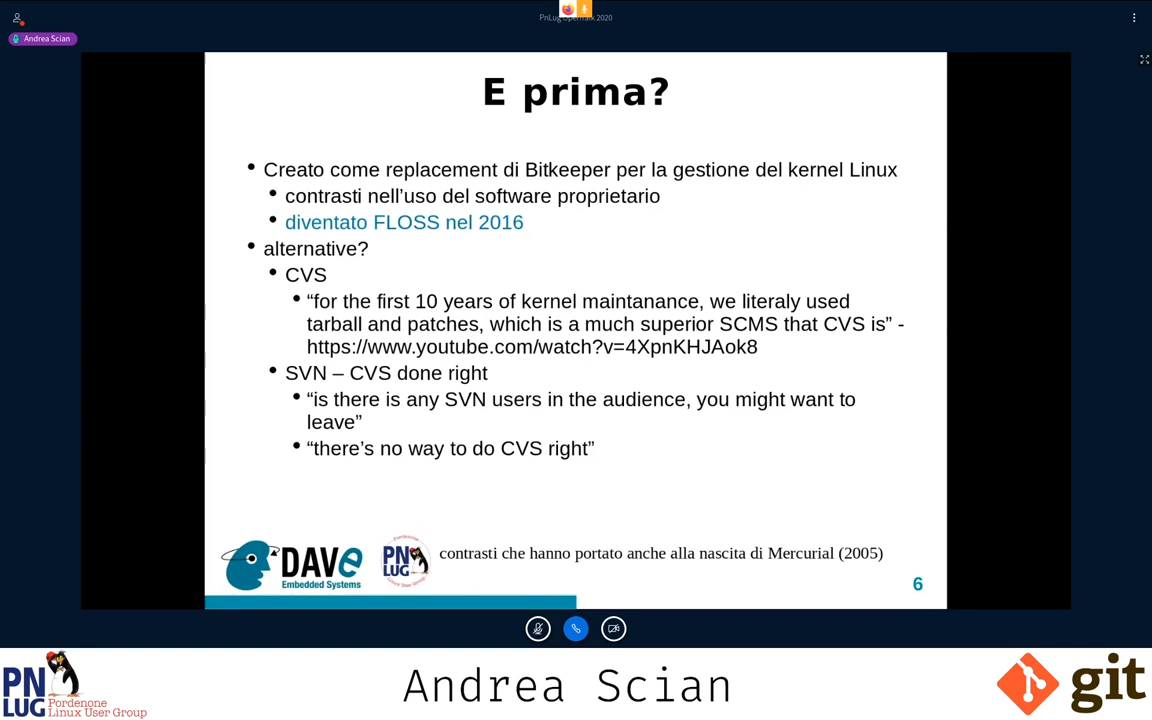 PnLug OpenTalk 2020
Andrea Scian
E prima?
• Creato come replacement di Bitkeeper per la gestione del kernel Linux
• contrasti nell’uso del software proprietario
• diventato FLOSS nel 2016
• alternative?
• CVS
• “for the first 10 years of kernel maintanance, we literaly used
tarball and patches, which is a much superior SCMS that CVS is” -
https://www.youtube.com/watch?v=4XpnKHJAok8
• SVN – CVS done right
• “is there is any SVN users in the audience, you might want to
leave”
• “there’s no way to do CVS right”
DAVe
Embedded Systems
Pordenone
PN
LUG
Linux User Group
contrasti che hanno portato anche alla nascita di Mercurial (2005)
6
PN
LUG
Pordenone
Linux User Group
Andrea Scian
git